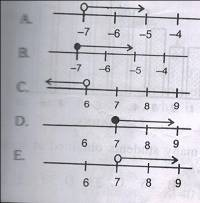 A.
-7 -6 -5 -4
B.
-7 -6 -5 -4
C.
6 7 8 9
D.
6 7 8 9
E.
6 7 8 9